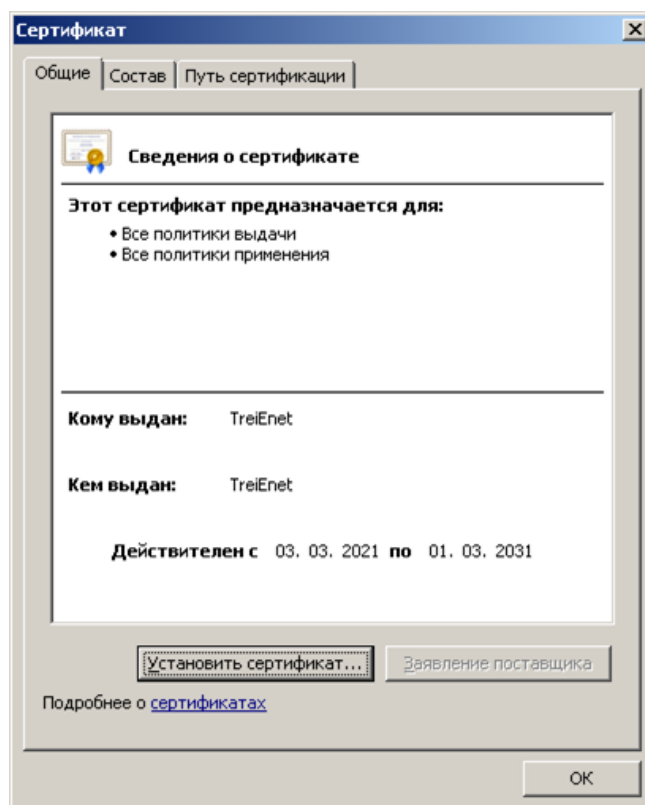 Сертификат
Общие Состав Путь сертификации
Сведения о сертификате
Этот сертификат предназначается для:
• Все политики выдачи
• Все политики применения
Кому выдан: TreiEnet
Кем выдан: TreiEnet
Действителен с 03. 03. 2021 по 01. 03. 2031
Установить сертификат... Заявление поставщика
Подробнее о сертификатах
ОК